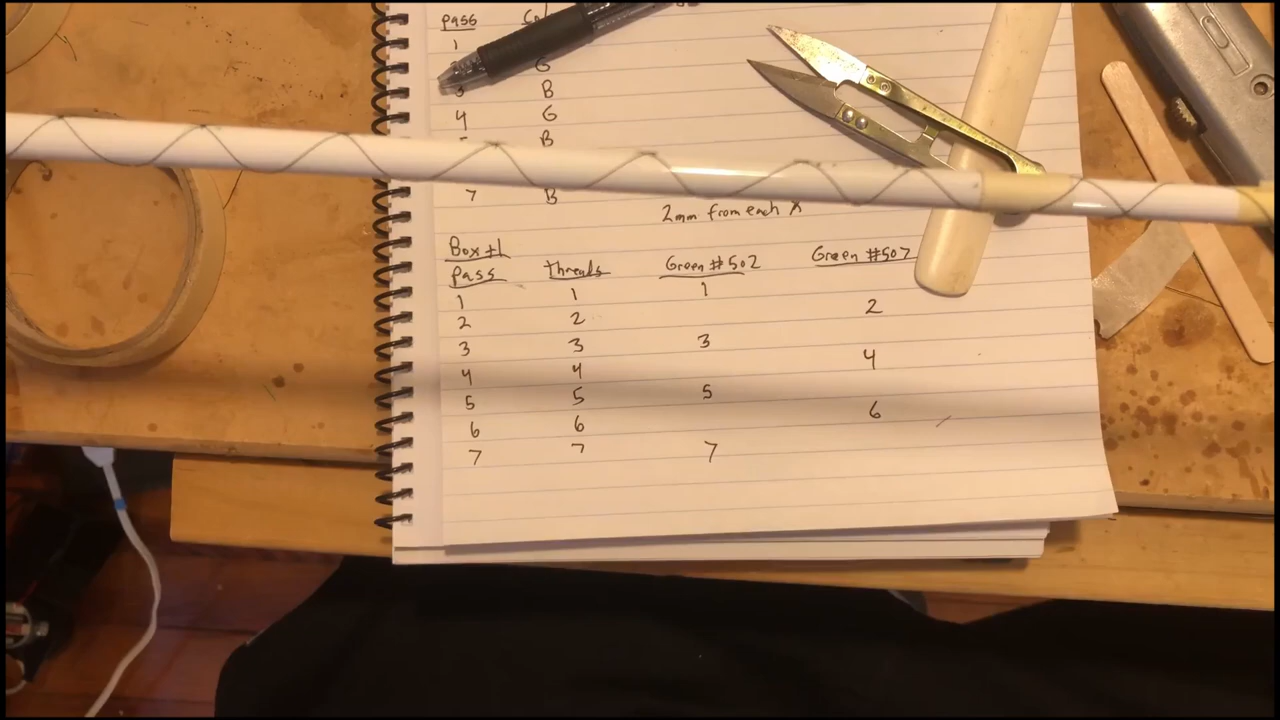 Pass
1
G
3 B
4 G
B
7 B
2mm from each X
Box #1
Pass threads Green #502 Green #507
1 1 1
2 2 2
3 3 3
4 4 4
5 5 5
6 6 6
7 7 7